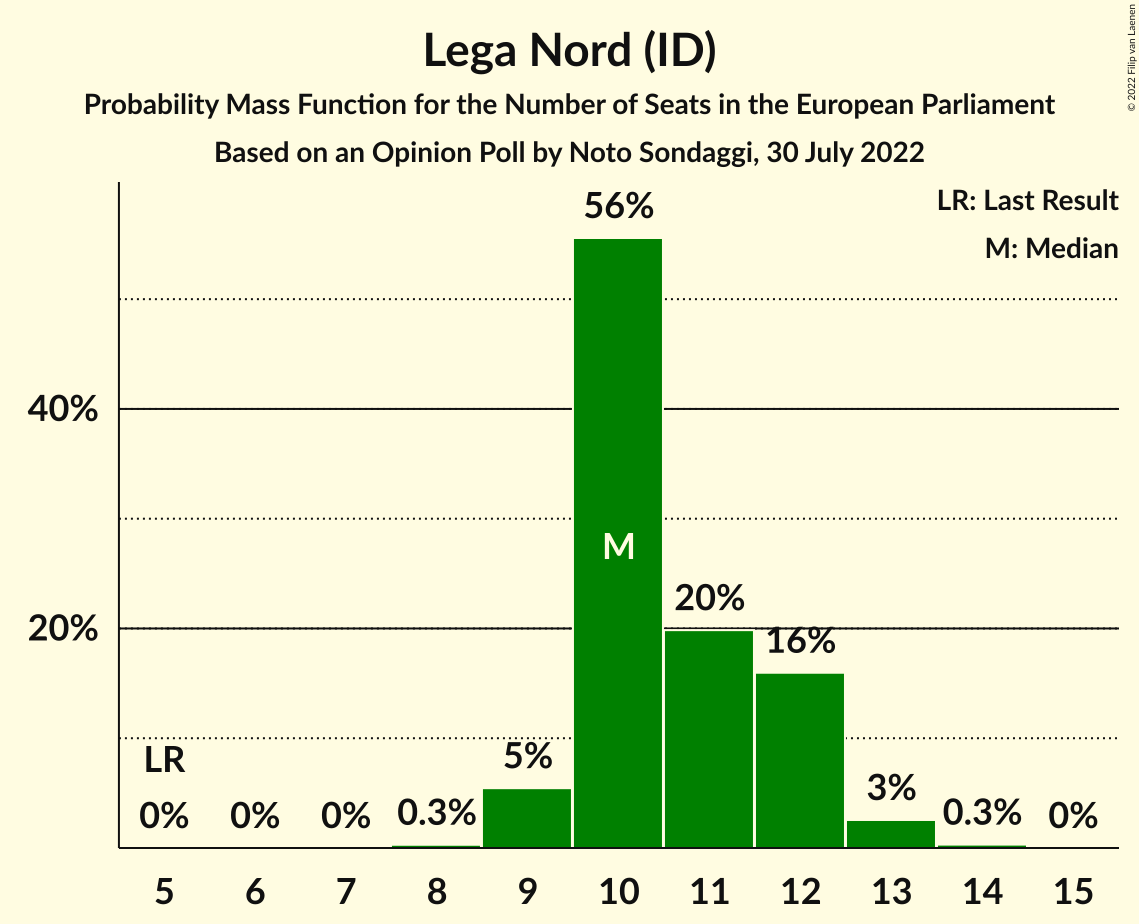 Lega Nord (ID)
Probability Mass Function for the Number of Seats in the European Parliament
Based on an Opinion Poll by Noto Sondaggi, 30 July 2022
© 2022 Filip van Laenen
LR: Last Result
M: Median
56%
40%
M
20%
20%
16%
LR
5%
3%
0% 0% 0% 0.3% 0.3% 0%
5 6 7 8 9 10 11 12 13 14 15